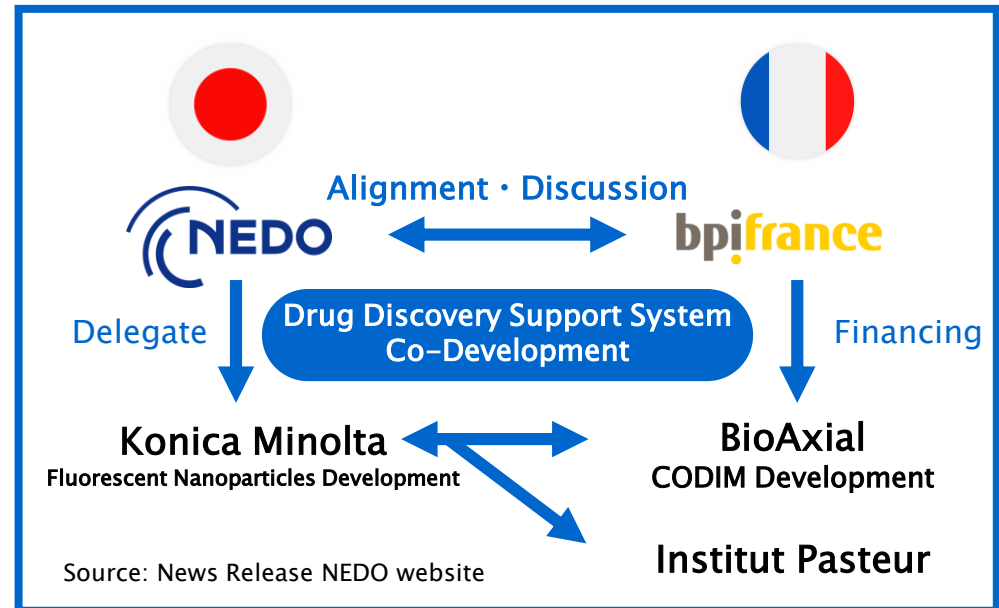 Alignment・Discussion
NEDO
bpifrance
Delegate
Drug Discovery Support System
Co-Development
Financing
Konica Minolta
Fluorescent Nanoparticles Development
BioAxial
CODIM Development
Institut Pasteur
Source: News Release NEDO website